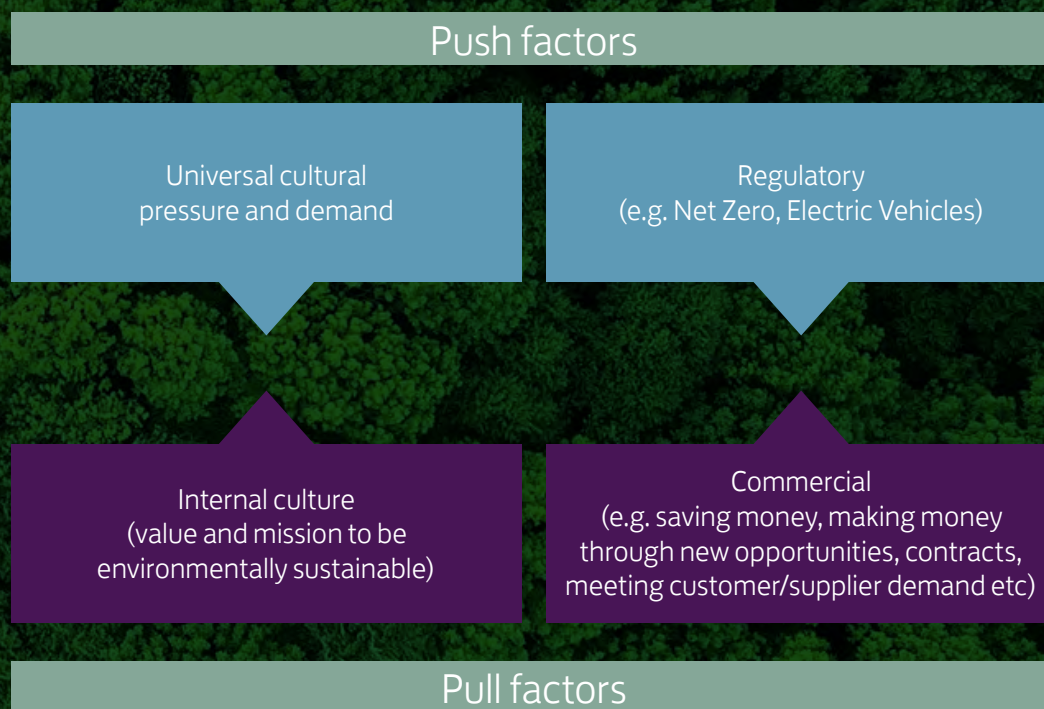 Push factors
Universal cultural
pressure and demand
Regulatory
(e.g. Net Zero, Electric Vehicles)
Internal culture
(value and mission to be
environmentally sustainable)
Commercial
(e.g. saving money, making money
through new opportunities, contracts,
meeting customer/supplier demand etc)
Pull factors